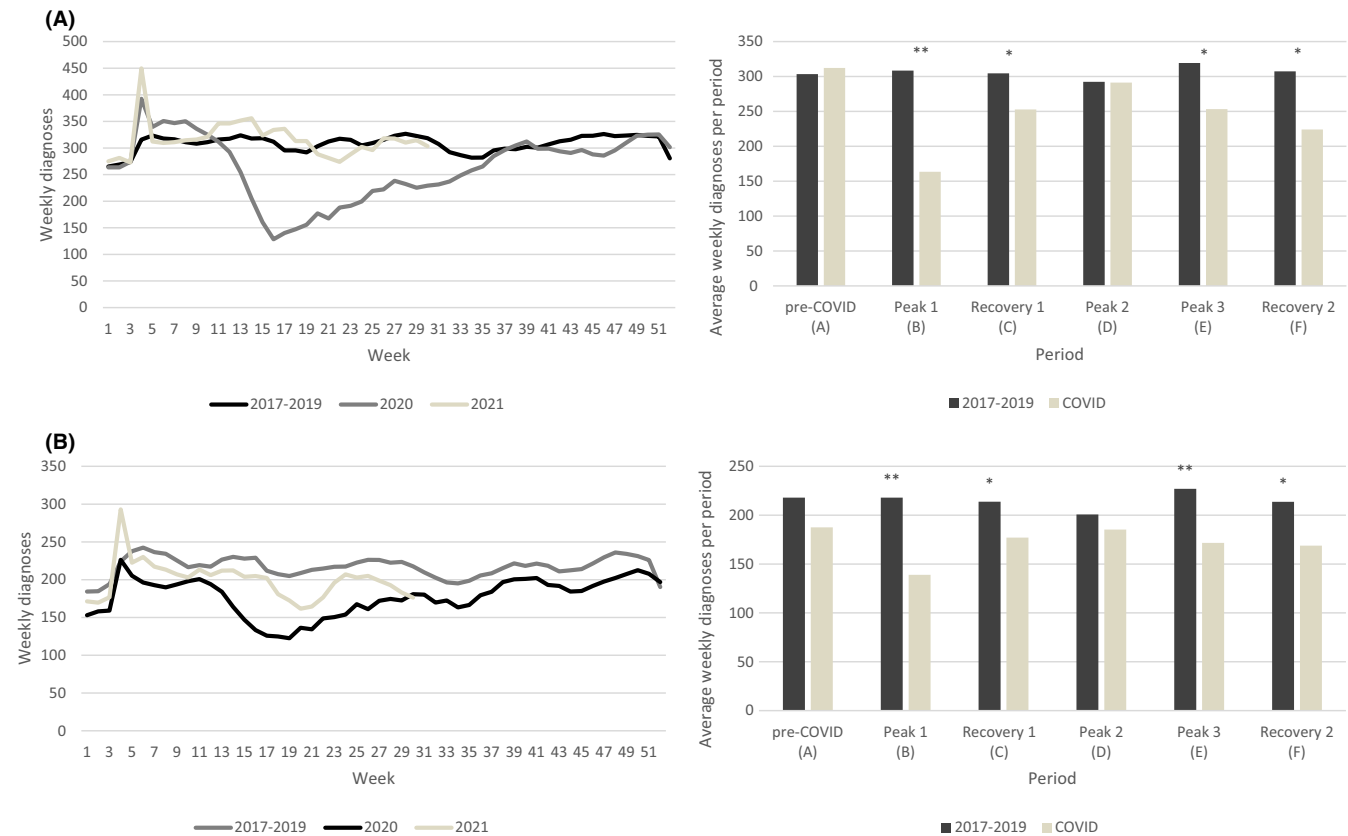 (A)
Weekly diagnoses
500
450
400
350
300
250
200
150
100
50
0
1 3 5 7 9 11 13 15 17 19 21 23 25 27 29 31 33 35 37 39 41 43 45 47 49 51
Week
2017-2019 2020 2021
Average weekly diagnoses per period
350
300
250
200
150
100
50
0
** * * *
pre-COVID Peak 1 Recovery 1 Peak 2 Peak 3 Recovery 2
(A) (B) (C) (D) (E) (F)
Period
2017-2019 COVID
(B)
Weekly diagnoses
350
300
250
200
150
100
50
0
1 3 5 7 9 11 13 15 17 19 21 23 25 27 29 31 33 35 37 39 41 43 45 47 49 51
Week
2017-2019 2020 2021
Average weekly diagnoses per period
250
200
150
100
50
0
** * ** *
pre-COVID Peak 1 Recovery 1 Peak 2 Peak 3 Recovery 2
(A) (B) (C) (D) (E) (F)
Period
2017-2019 COVID